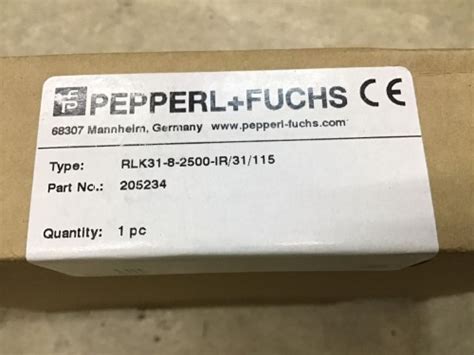 PEPPERL+FUCHS CE
68307 Mannheim, Germany www.pepperl-fuchs.com
Type: RLK31-8-2500-IR/31/115
Part No.: 205234
Quantity: 1 pc